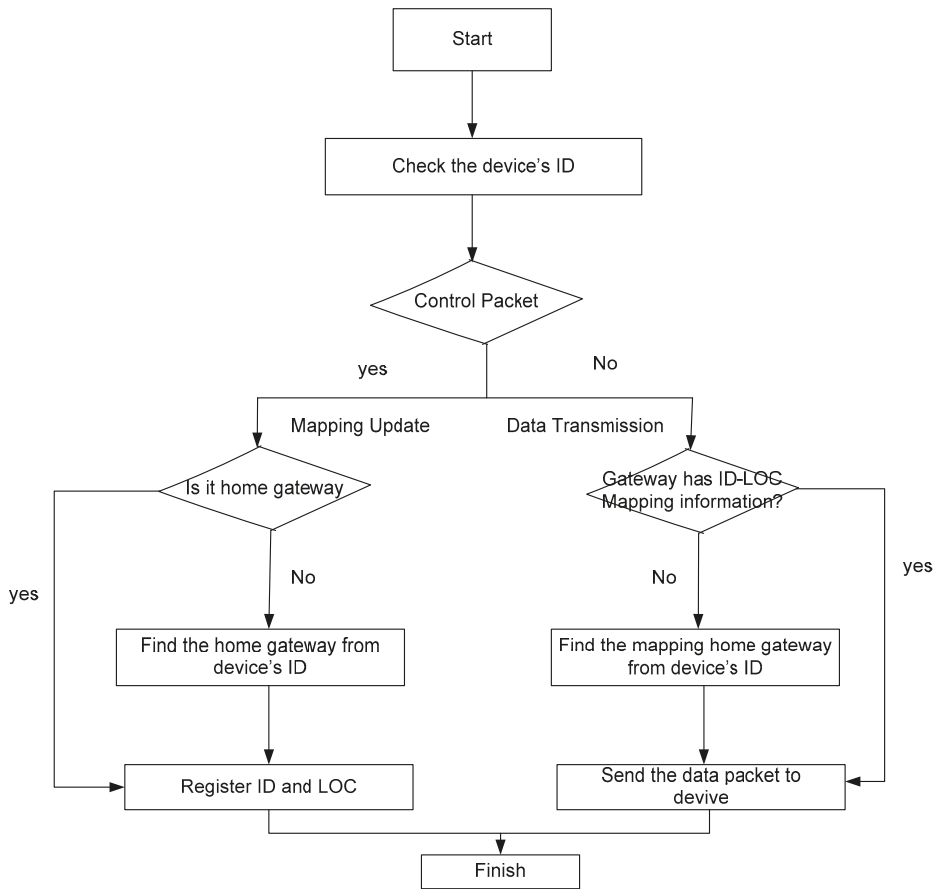 Start
Check the device's ID
Control Packet
yes
No
Mapping Update
Data Transmission
Is it home gateway
Gateway has ID-LOC
Mapping information?
No
No
yes
yes
Find the home gateway from
device's ID
Find the mapping home gateway
from device's ID
Register ID and LOC
Send the data packet to
devive
Finish